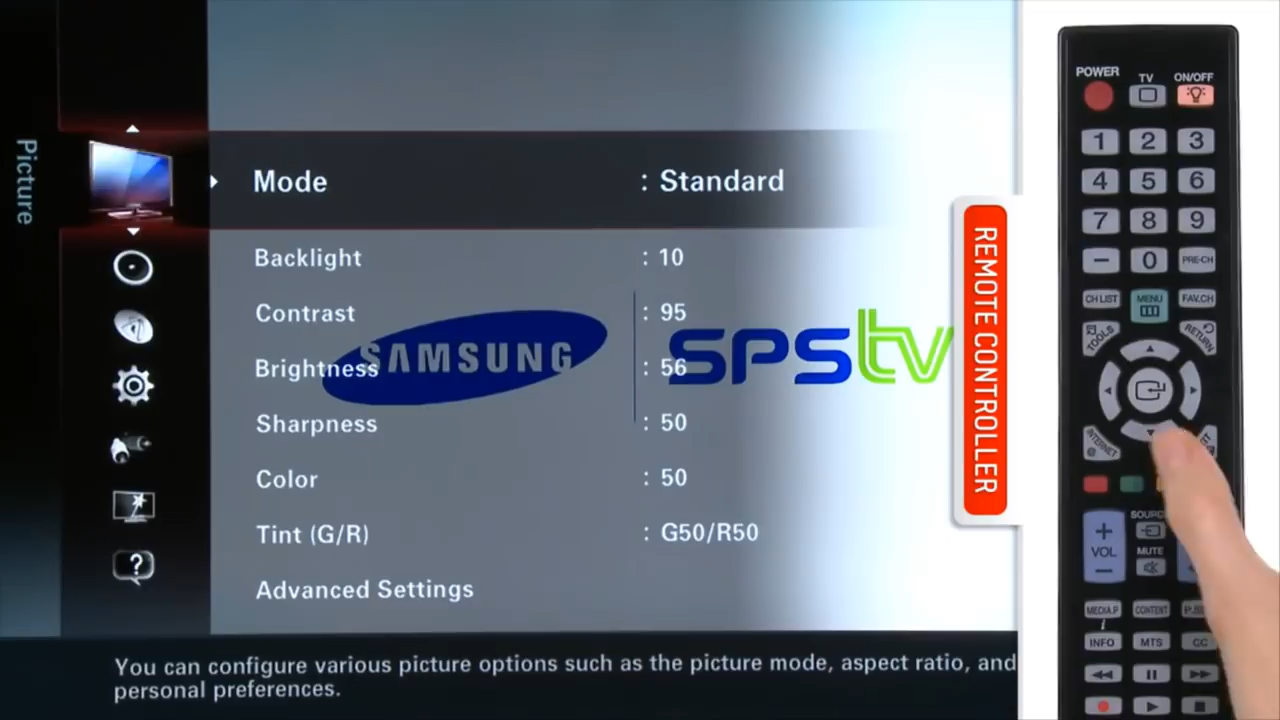 Picture
Mode : Standard
Backlight : 10
Contrast : 95
Brightness : 56
Sharpness : 50
Color : 50
Tint (G/R) : G50/R50
Advanced Settings
SAMSUNG
SPStv
You can configure various picture options such as the picture mode, aspect ratio, and
personal preferences.
REMOTE CONTROLLER
POWER TV ON/OFF
1 2 3
4 5 6
7 8 9
− 0 PRE-CH
CH LIST MENU FAV.CH
TOOLS RETURN
INTERNET
@
SOURCE
+
VOL
−
MUTE
MEDIA.P CONTENT
i
INFO MTS CC